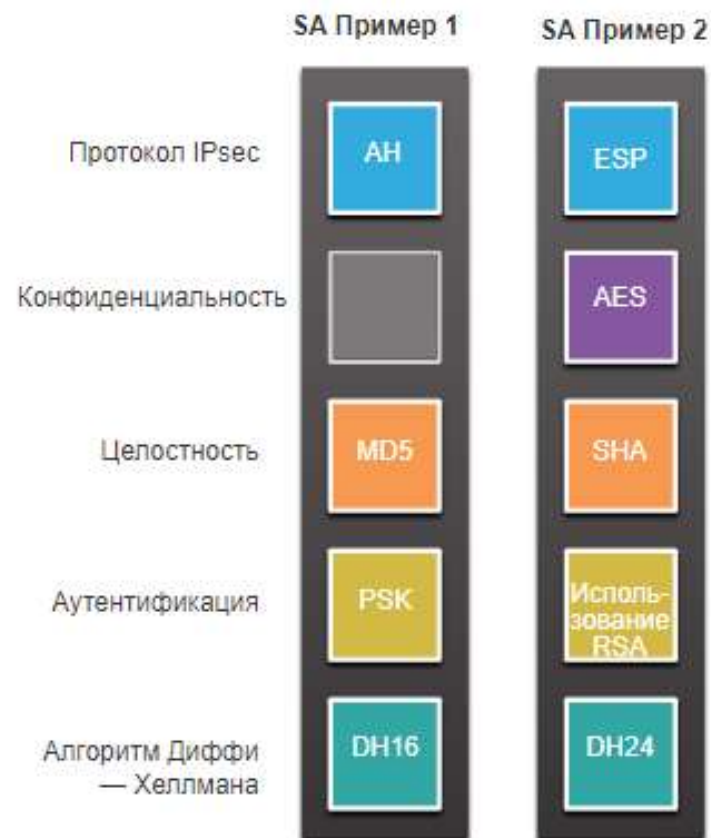 SA Пример 1
SA Пример 2
Протокол IPsec
AH
ESP
Конфиденциальность
AES
Целостность
MD5
SHA
Аутентификация
PSK
Исполь-
зование
RSA
Алгоритм Диффи
— Хеллмана
DH16
DH24